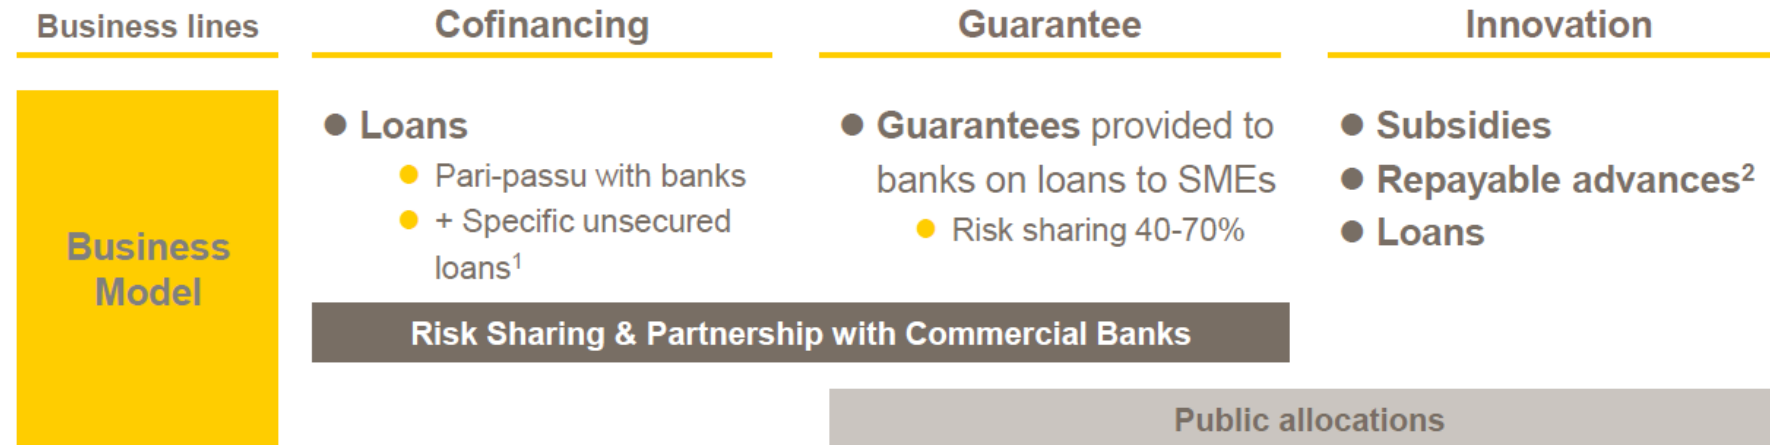 Business lines
Cofinancing
Guarantee
Innovation
Business
Model
● Loans
● Pari-passu with banks
● + Specific unsecured
loans¹
● Guarantees provided to
banks on loans to SMEs
● Risk sharing 40-70%
● Subsidies
● Repayable advances²
● Loans
Risk Sharing & Partnership with Commercial Banks
Public allocations